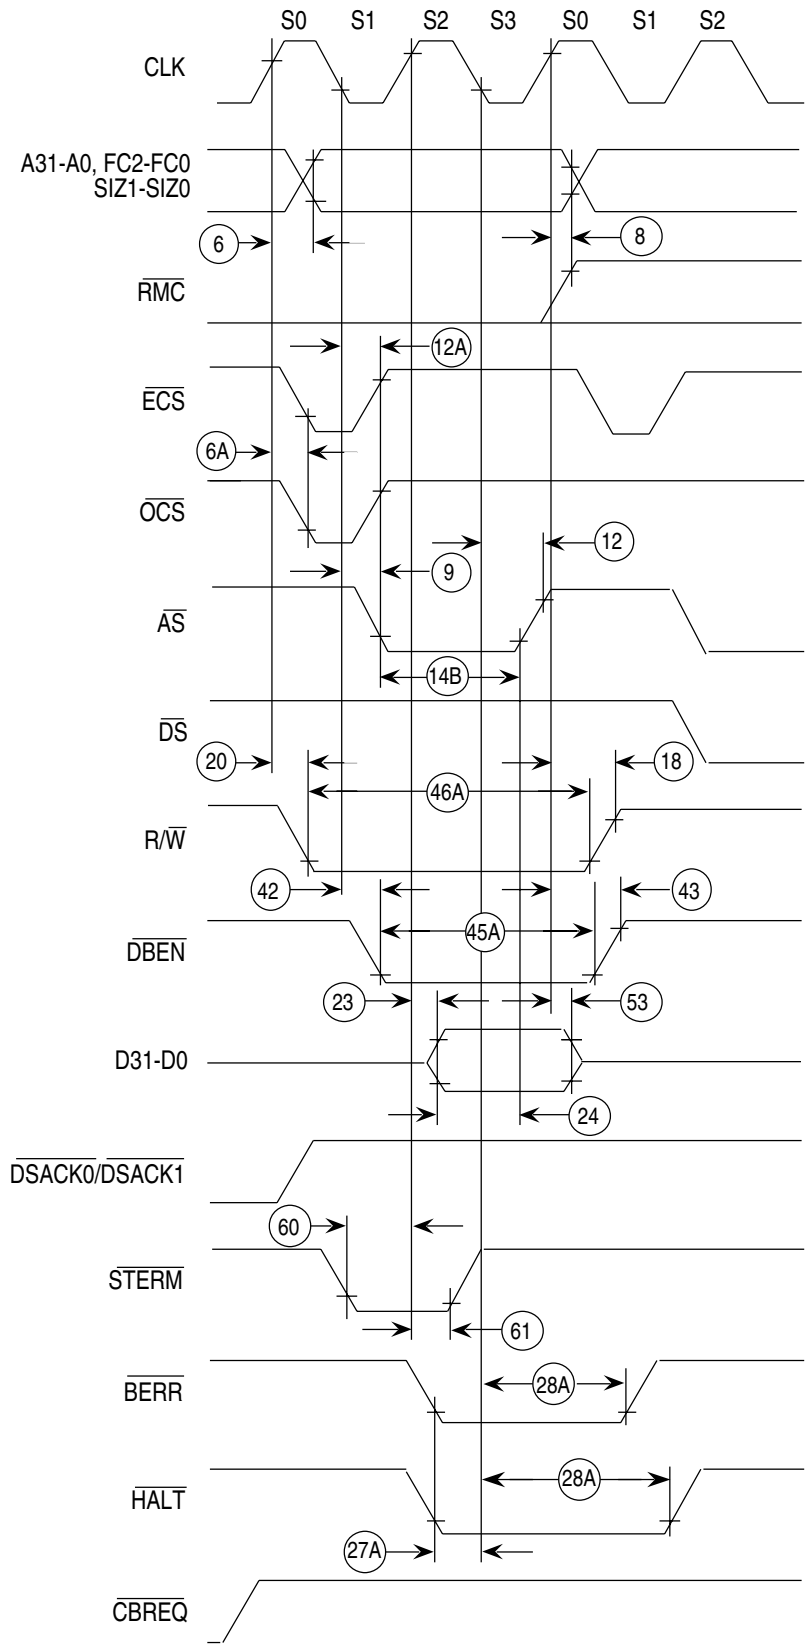 S0 S1 S2 S3 S0 S1 S2
CLK
A31-A0, FC2-FC0
SIZ1-SIZ0
6 8
RMC
12A
ECS
6A
OCS
12
9
AS
14B
DS
20 18
46A
R/W
42 43
45A
DBEN
23 53
D31-D0
24
DSACK0/DSACK1
60
STERM
61
28A
BERR
28A
HALT
27A
CBREQ